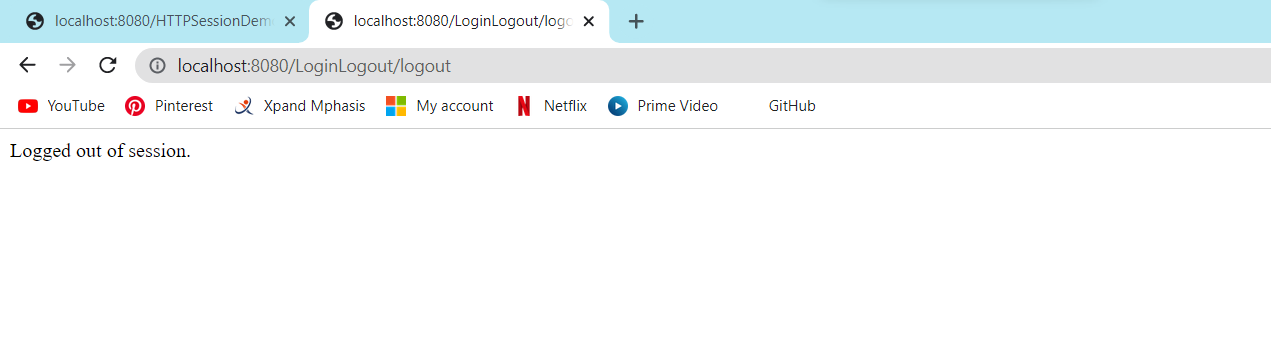 localhost:8080/HTTPSessionDem
localhost:8080/LoginLogout/logo
localhost:8080/LoginLogout/logout
YouTube Pinterest Xpand Mphasis My account Netflix Prime Video GitHub
Logged out of session.